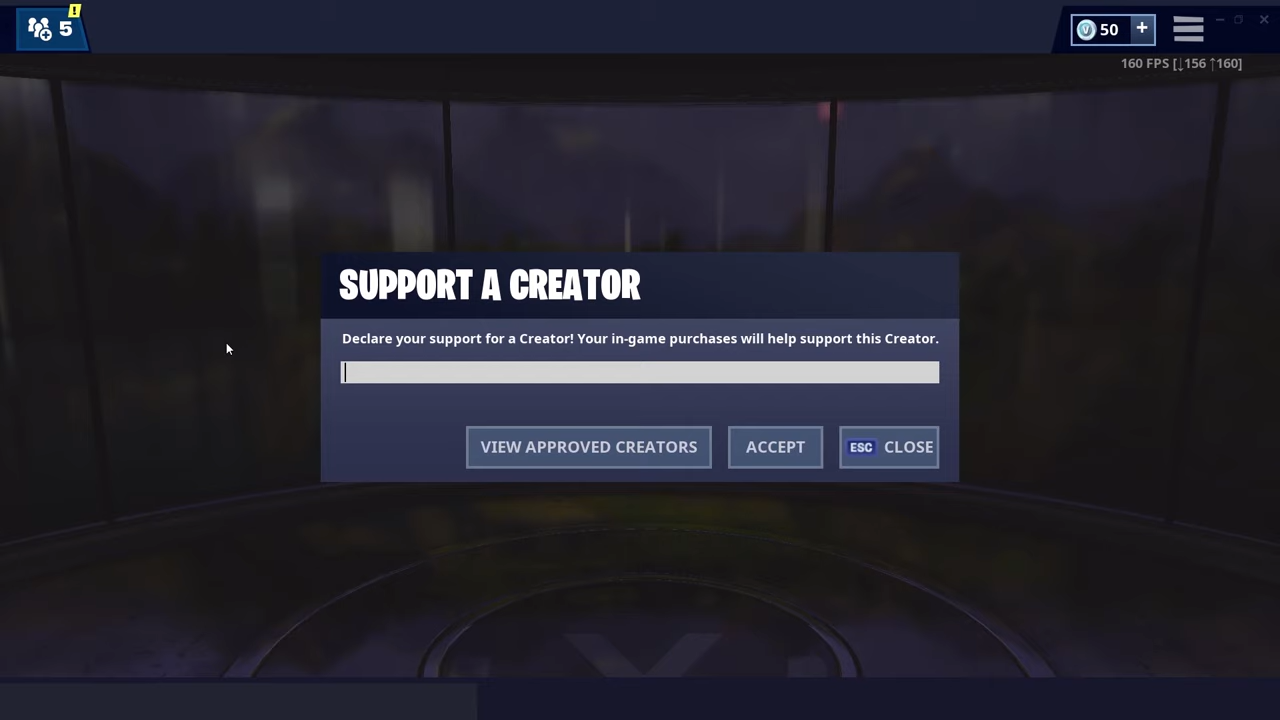 !
5
50 +
160 FPS [↓156 ↑160]
SUPPORT A CREATOR
Declare your support for a Creator! Your in-game purchases will help support this Creator.
VIEW APPROVED CREATORS
ACCEPT
ESC CLOSE